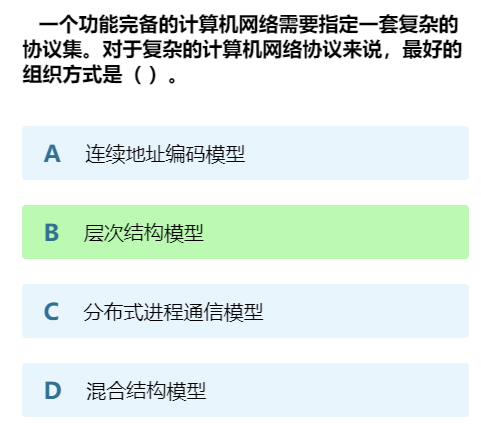 一个功能完备的计算机网络需要指定一套复杂的
协议集。对于复杂的计算机网络协议来说，最好的
组织方式是（ ）。
A 连续地址编码模型
B 层次结构模型
C 分布式进程通信模型
D 混合结构模型